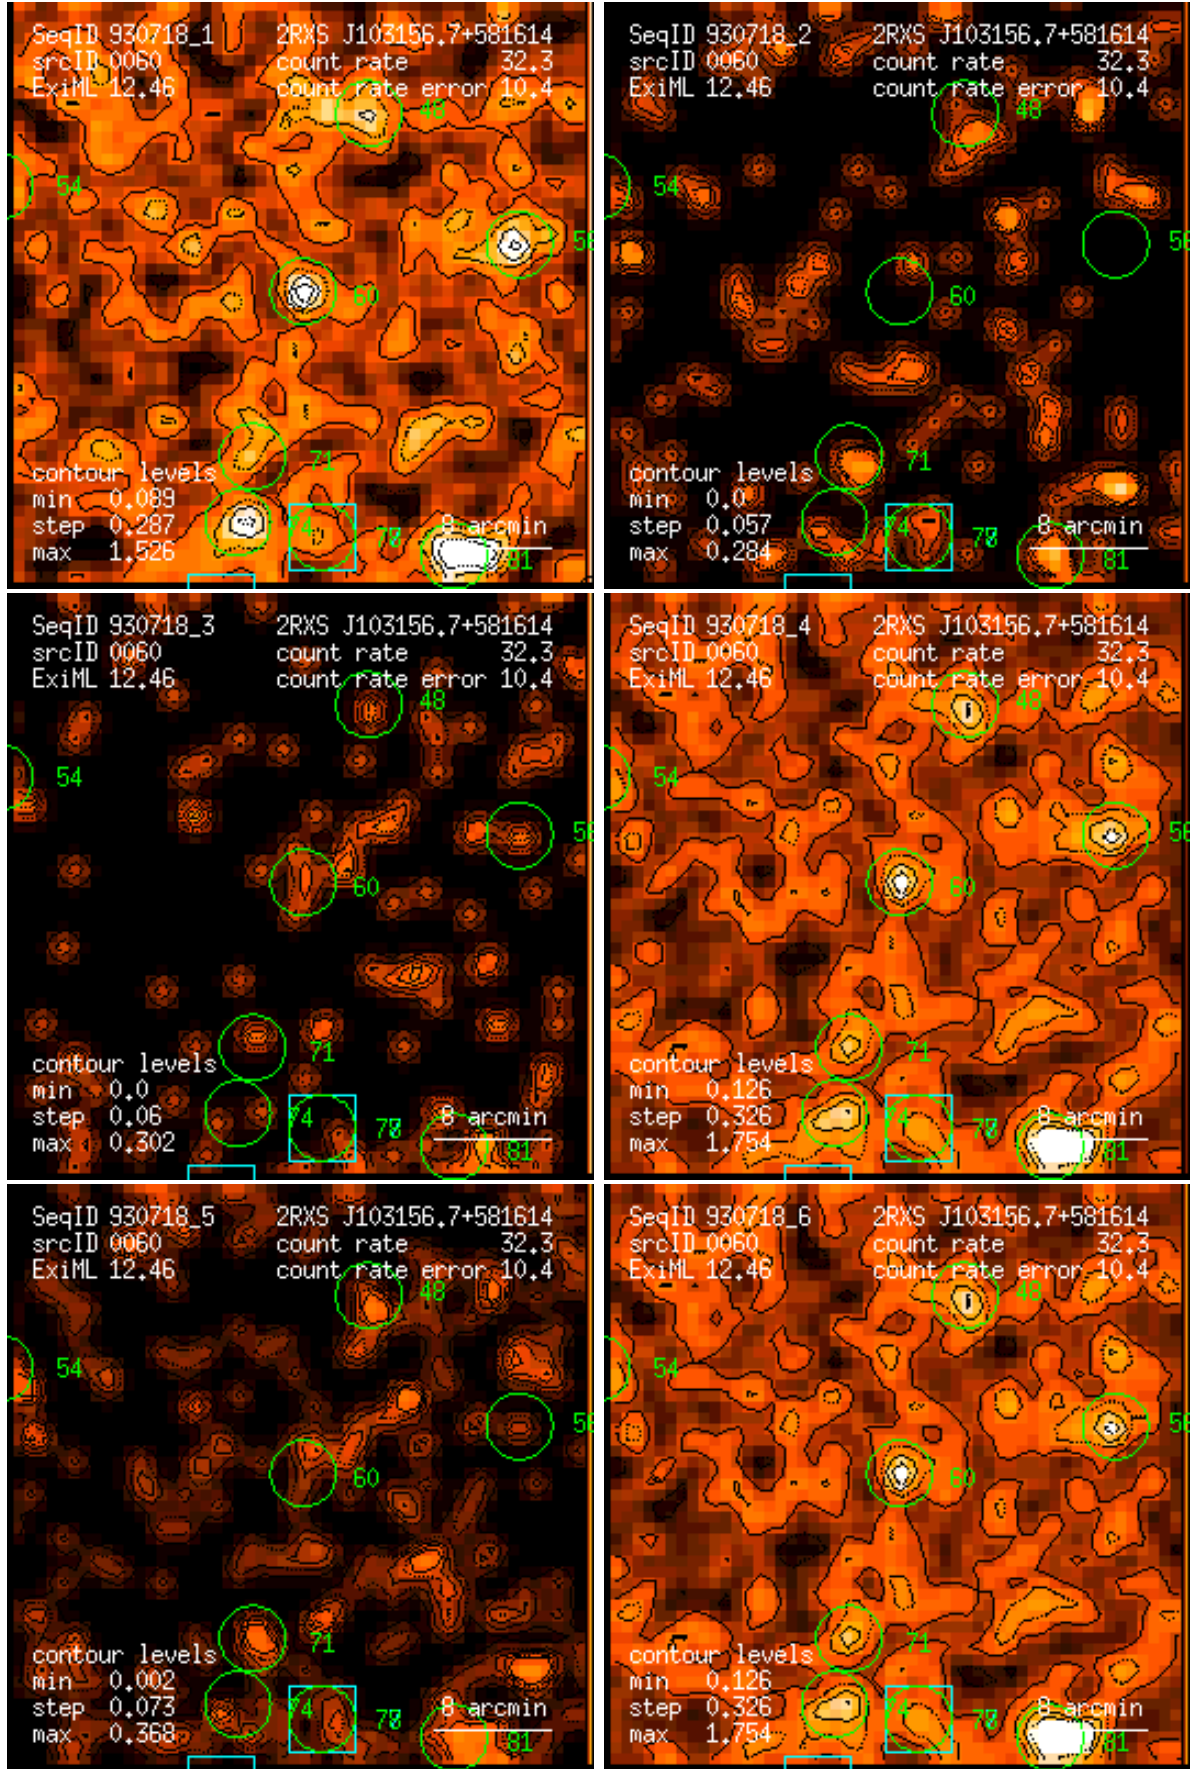 SeqID 930718_1 2RXS J103156.7+581614
srcID 0060 count rate 32.3
ExiML 12.46 count rate error 10.4
48
54
56
60
71
contour levels
min 0.089
step 0.287
max 1.526
74
8 arcmin
81
SeqID 930718_2 2RXS J103156.7+581614
srcID 0060 count rate 32.3
ExiML 12.46 count rate error 10.4
48
54
56
60
71
contour levels
min 0.0
step 0.057
max 0.284
74
8 arcmin
81
SeqID 930718_3 2RXS J103156.7+581614
srcID 0060 count rate 32.3
ExiML 12.46 count rate error 10.4
48
54
56
60
71
contour levels
min 0.0
step 0.06
max 0.302
74
8 arcmin
81
SeqID 930718_4 2RXS J103156.7+581614
srcID 0060 count rate 32.3
ExiML 12.46 count rate error 10.4
48
54
56
60
71
contour levels
min 0.126
step 0.326
max 1.754
74
8 arcmin
81
SeqID 930718_5 2RXS J103156.7+581614
srcID 0060 count rate 32.3
ExiML 12.46 count rate error 10.4
48
54
56
60
71
contour levels
min 0.002
step 0.073
max 0.368
74
8 arcmin
81
SeqID 930718_6 2RXS J103156.7+581614
srcID 0060 count rate 32.3
ExiML 12.46 count rate error 10.4
48
54
56
60
71
contour levels
min 0.126
step 0.326
max 1.754
74
8 arcmin
81